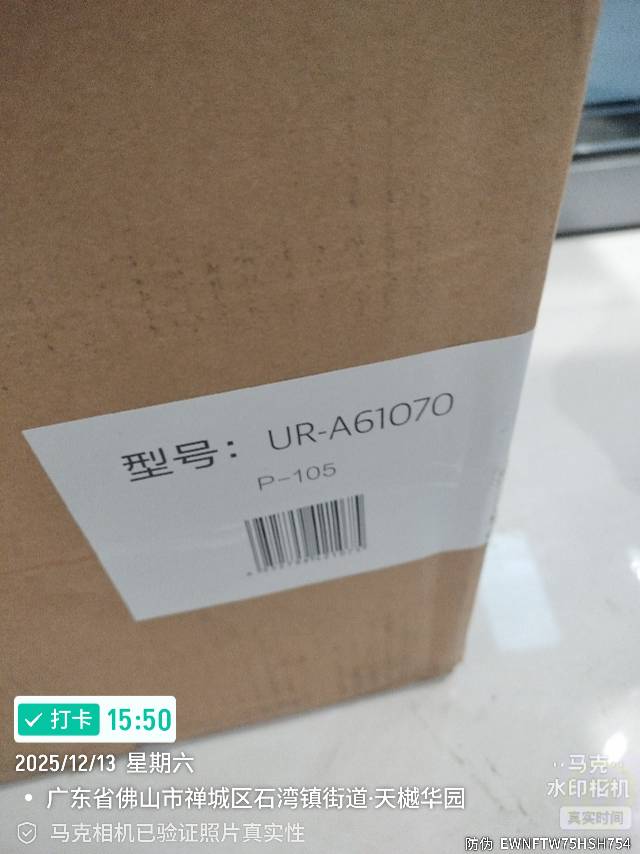 型号：UR-A61070
P-105
打卡 15:50
2025/12/13 星期六
广东省佛山市禅城区石湾镇街道·天樾华园
马克相机已验证照片真实性
马克
水印相机
真实时间
防伪 EWNFTW75HSH754